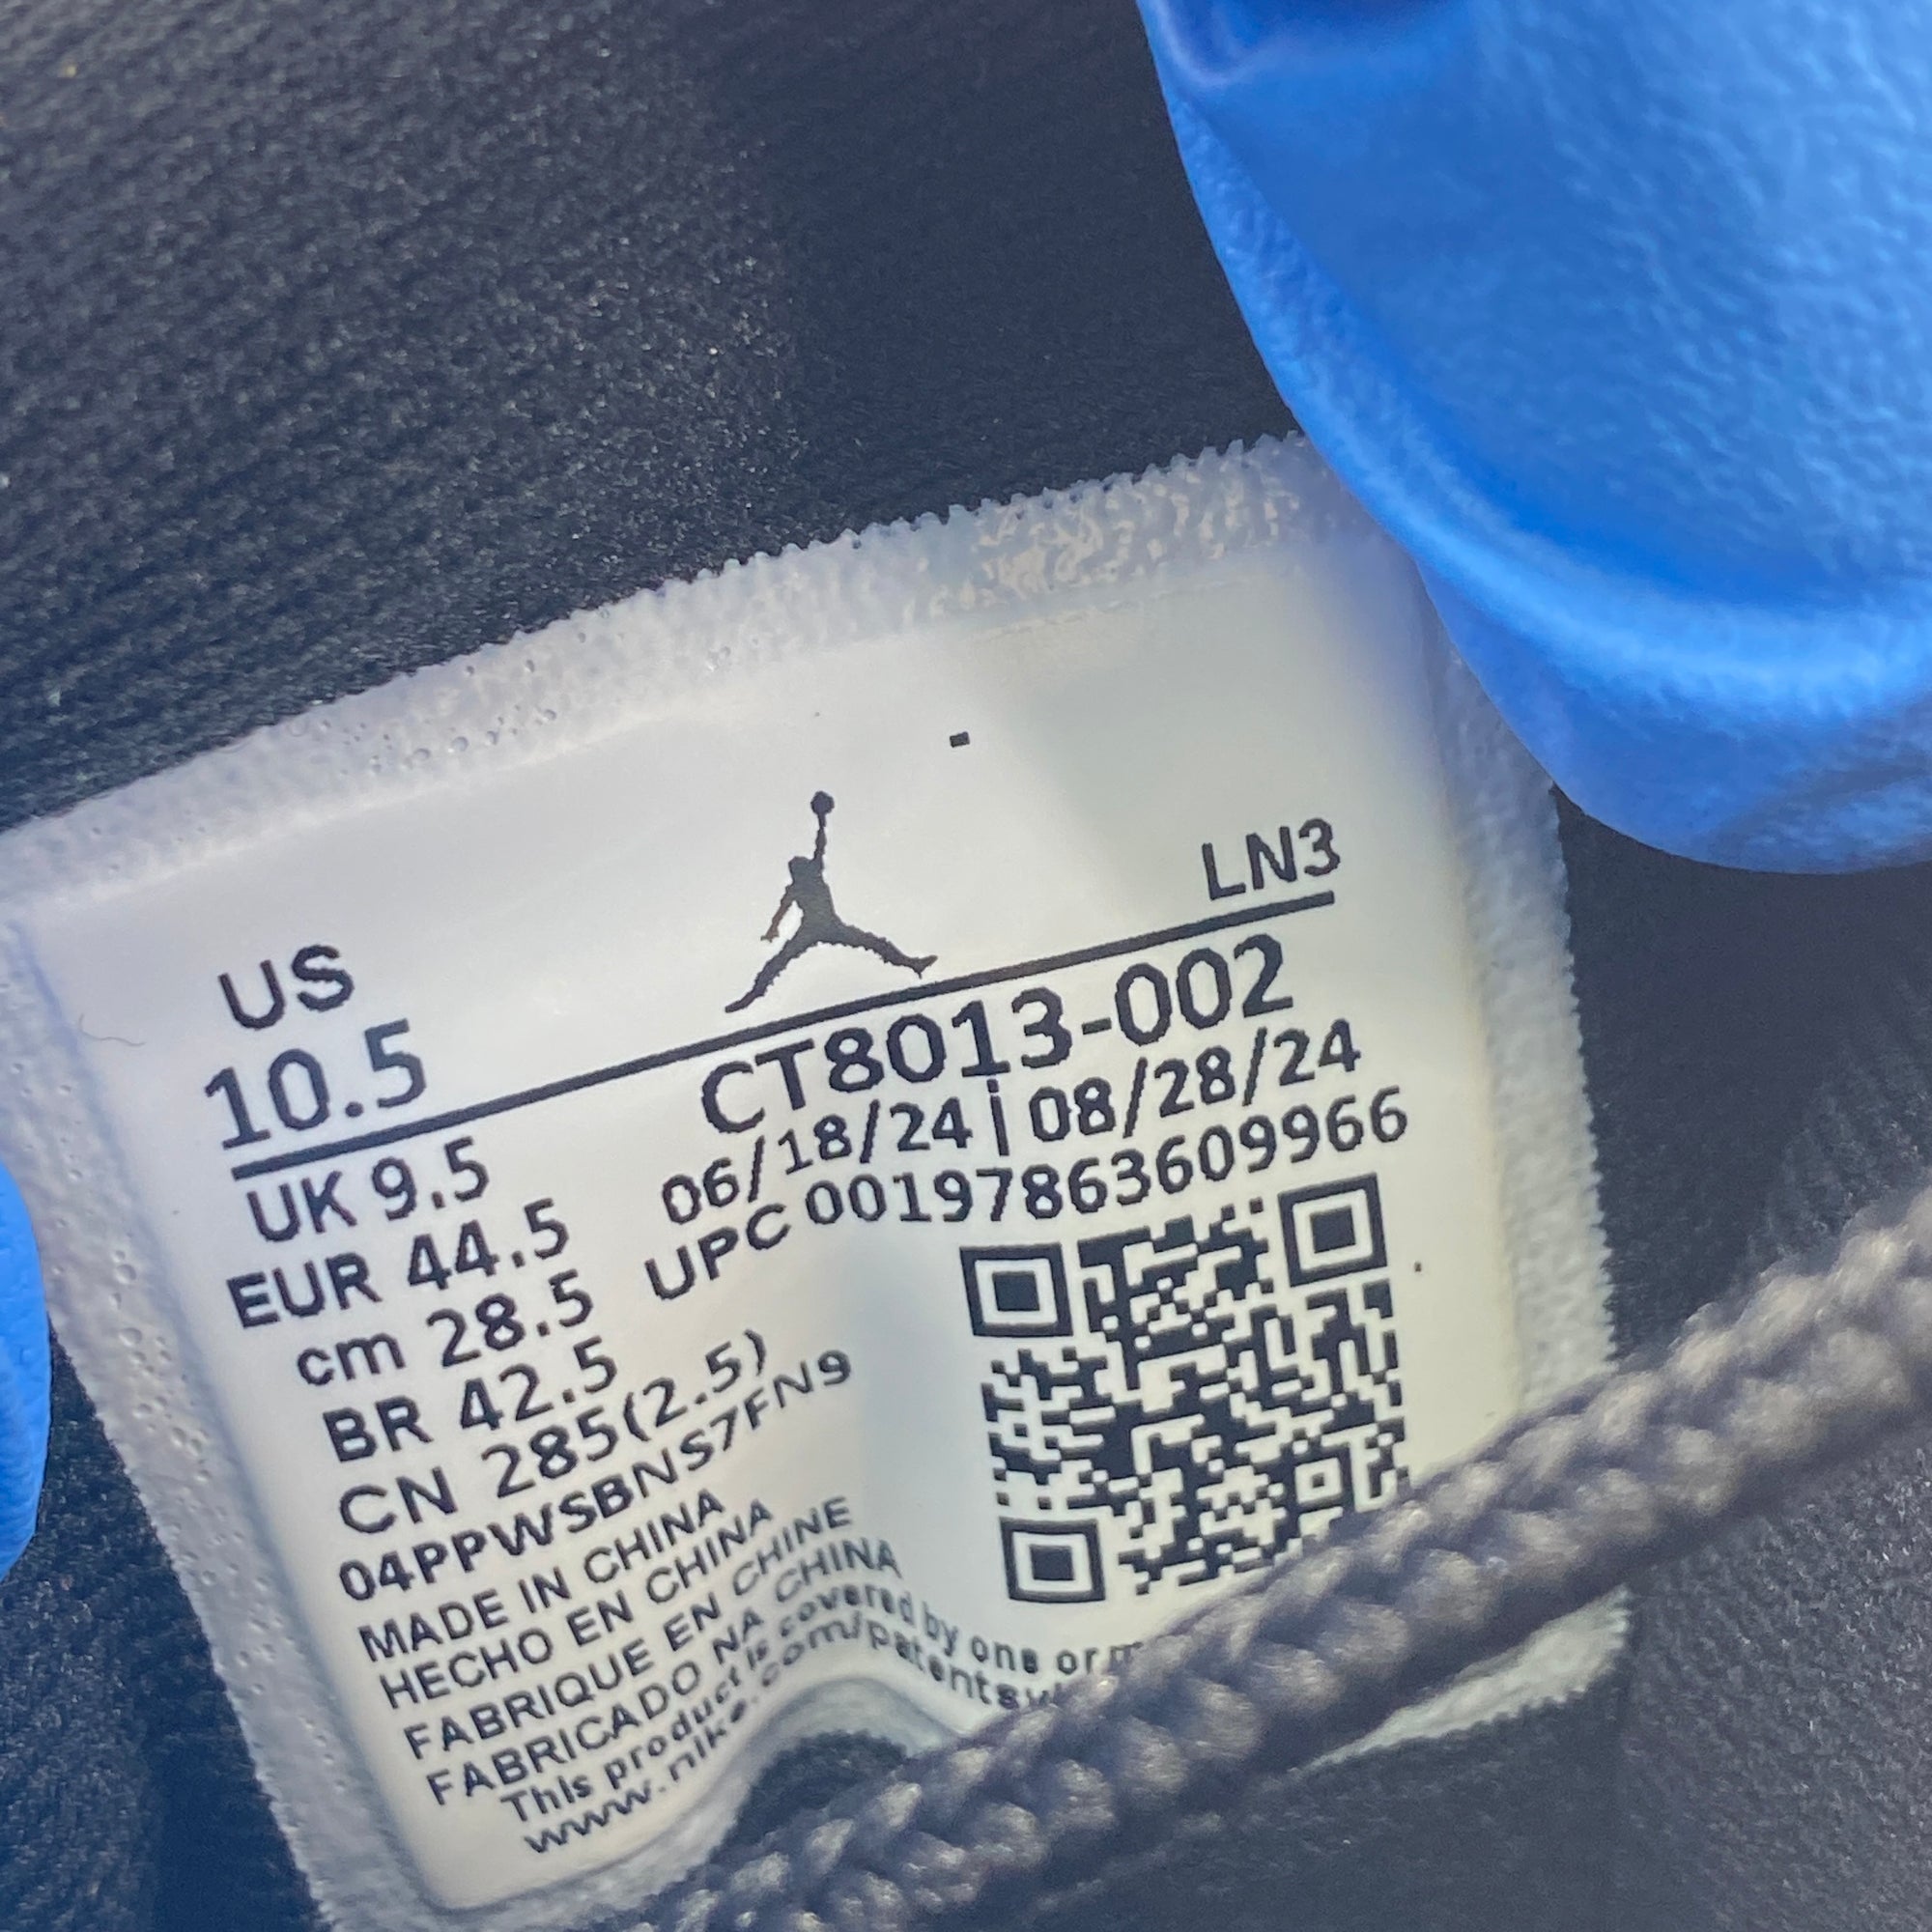 LN3
US
10.5
CT8013-002
06/18/24 | 08/28/24
UPC 00197863609966
UK 9.5
EUR 44.5
cm 28.5
BR 42.5
CN 285(2.5)
04PPWSBNS7FN9
MADE IN CHINA
HECHO EN CHINA
FABRIQUE EN CHINE
FABRICADO NA CHINA
This product is covered by one or
www.nike.com/patents